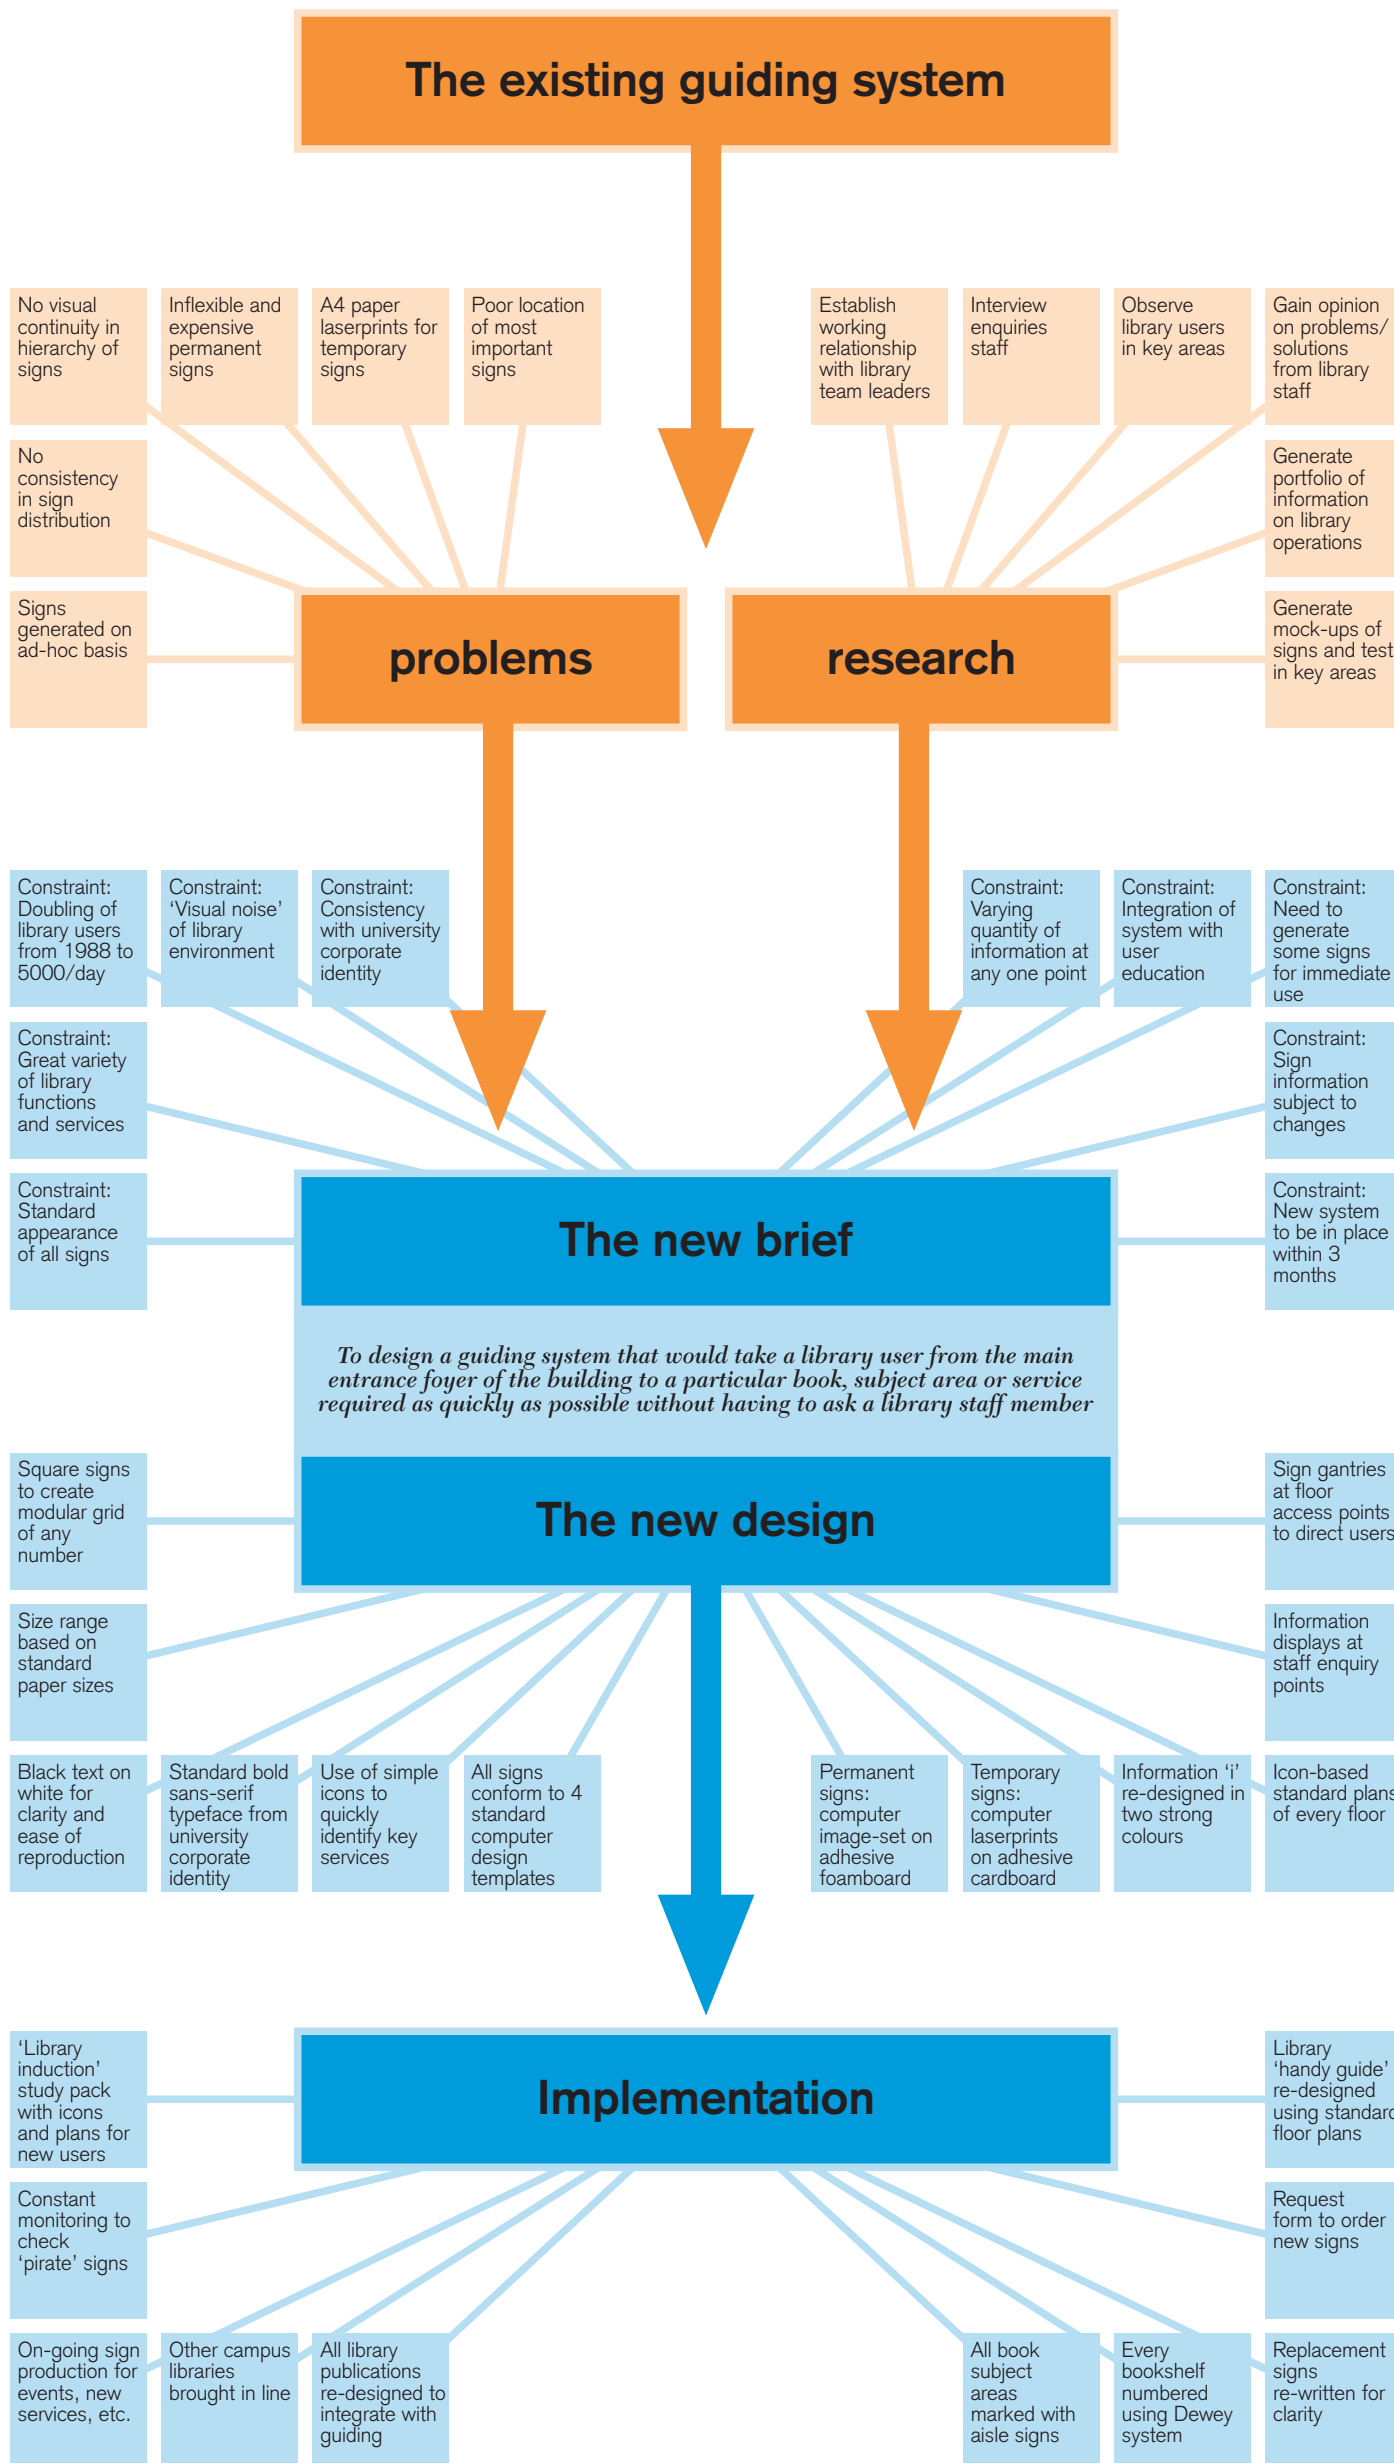 The existing guiding system
No visual
continuity in
hierarchy of
signs
Inflexible and
expensive
permanent
signs
A4 paper
laserprints for
temporary
signs
Poor location
of most
important
signs
Establish
working
relationship
with library
team leaders
Interview
enquiries
staff
Observe
library users
in key areas
Gain opinion
on problems/
solutions
from library
staff
No
consistency
in sign
distribution
Generate
portfolio of
information
on library
operations
Signs
generated on
ad-hoc basis
problems
research
Generate
mock-ups of
signs and test
in key areas
Constraint:
Doubling of
library users
from 1988 to
5000/day
Constraint:
‘Visual noise’
of library
environment
Constraint:
Consistency
with university
corporate
identity
Constraint:
Varying
quantity of
information at
any one point
Constraint:
Integration of
system with
user
education
Constraint:
Need to
generate
some signs
for immediate
use
Constraint:
Great variety
of library
functions
and services
Constraint:
Sign
information
subject to
changes
Constraint:
Standard
appearance
of all signs
The new brief
Constraint:
New system
to be in place
within 3
months
To design a guiding system that would take a library user from the main
entrance foyer of the building to a particular book, subject area or service
required as quickly as possible without having to ask a library staff member
Square signs
to create
modular grid
of any
number
The new design
Sign gantries
at floor
access points
to direct users
Size range
based on
standard
paper sizes
Information
displays at
staff enquiry
points
Black text on
white for
clarity and
ease of
reproduction
Standard bold
sans-serif
typeface from
university
corporate
identity
Use of simple
icons to
quickly
identify key
services
All signs
conform to 4
standard
computer
design
templates
Permanent
signs:
computer
image-set on
adhesive
foamboard
Temporary
signs:
computer
laserprints
on adhesive
cardboard
Information ‘i’
re-designed in
two strong
colours
Icon-based
standard plans
of every floor
‘Library
induction’
study pack
with icons
and plans for
new users
Implementation
Library
‘handy guide’
re-designed
using standard
floor plans
Constant
monitoring to
check
‘pirate’ signs
Request
form to order
new signs
On-going sign
production for
events, new
services, etc.
Other campus
libraries
brought in line
All library
publications
re-designed to
integrate with
guiding
All book
subject
areas
marked with
aisle signs
Every
bookshelf
numbered
using Dewey
system
Replacement
signs
re-written for
clarity